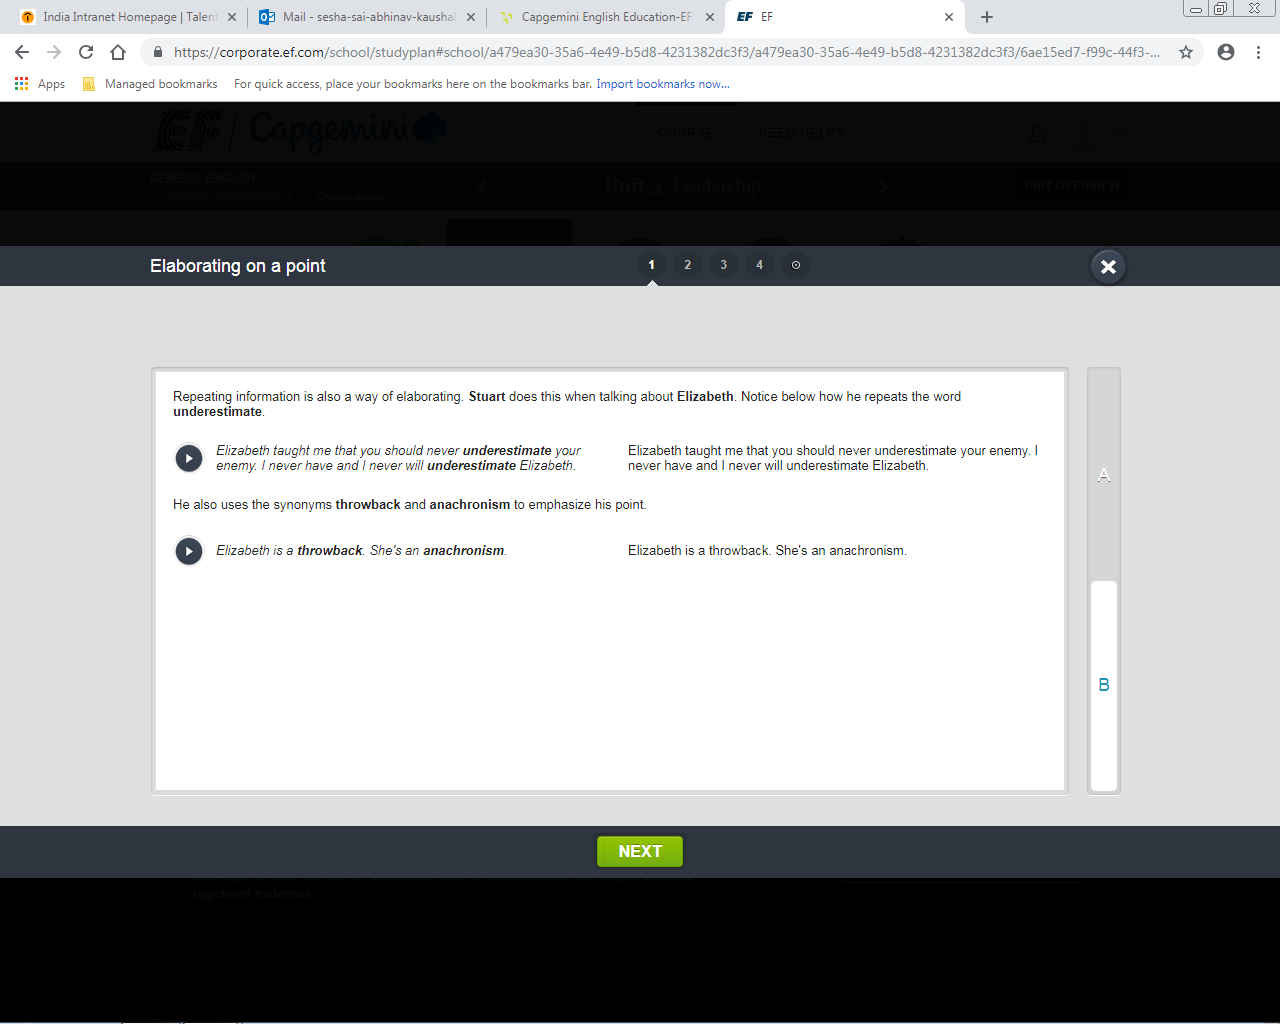 India Intranet Homepage | Talent
Mail - sesha-sai-abhinav-kaushal
Capgemini English Education-EF
EF EF
https://corporate.ef.com/school/studyplan#school/a479ea30-35a6-4e49-b5d8-4231382dc3f3/a479ea30-35a6-4e49-b5d8-4231382dc3f3/6ae15ed7-f99c-44f3-...
Apps Managed bookmarks For quick access, place your bookmarks here on the bookmarks bar. Import bookmarks now...
EF | Capgemini COURSE NEED HELP?
GENERAL ENGLISH
Unit 3 Leadership
UNIT OVERVIEW
Change course
Elaborating on a point 1 2 3 4
Repeating information is also a way of elaborating. Stuart does this when talking about Elizabeth. Notice below how he repeats the word
underestimate.
Elizabeth taught me that you should never underestimate your
enemy. I never have and I never will underestimate Elizabeth.
Elizabeth taught me that you should never underestimate your enemy. I
never have and I never will underestimate Elizabeth.
He also uses the synonyms throwback and anachronism to emphasize his point.
Elizabeth is a throwback. She's an anachronism.
Elizabeth is a throwback. She's an anachronism.
A
B
NEXT
registered trademark